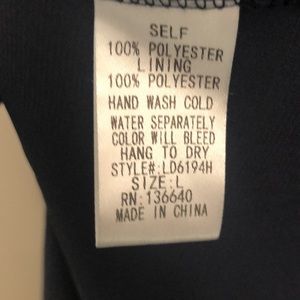 SELF
100% POLYESTER
LINING
100% POLYESTER
HAND WASH COLD
WATER SEPARATELY
COLOR WILL BLEED
HANG TO DRY
STYLE#:LD6194H
SIZE:L
RN:136640
MADE IN CHINA